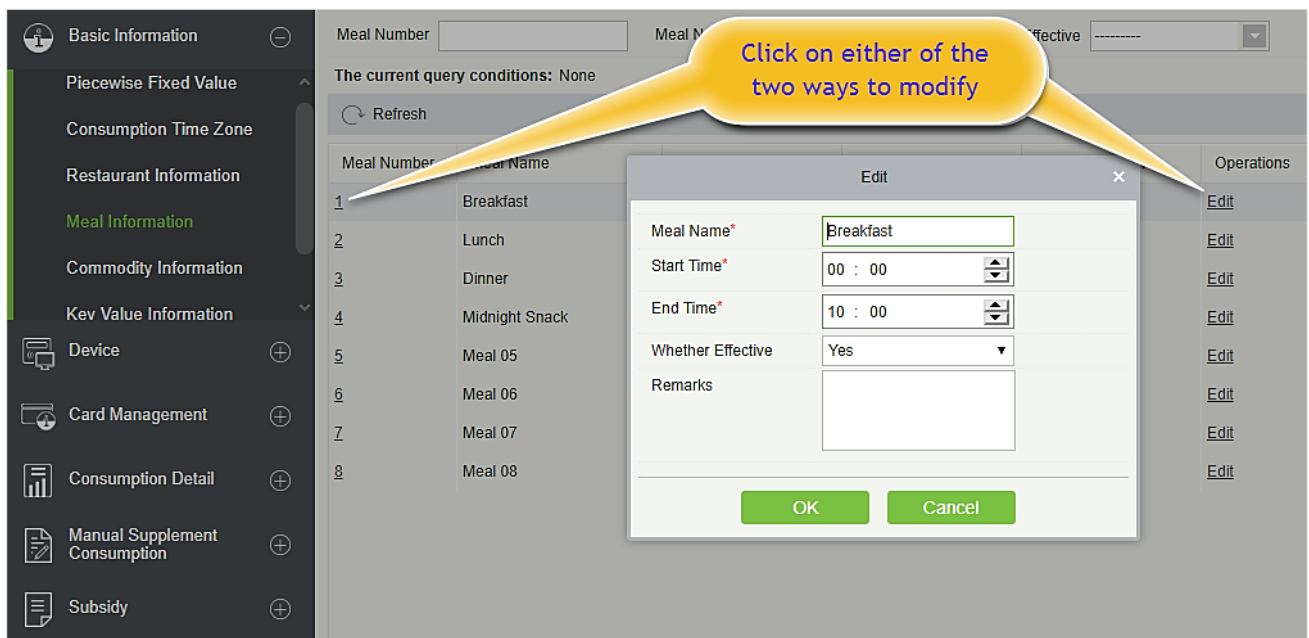 Basic Information
Piecewise Fixed Value
Consumption Time Zone
Restaurant Information
Meal Information
Commodity Information
Key Value Information
Device
Card Management
Consumption Detail
Manual Supplement
Consumption
Subsidy
Meal Number
Click on either of the
two ways to modify
---------
The current query conditions: None
Refresh
Meal Number Meal Name Operations
1 Breakfast Edit
2 Lunch Edit
3 Dinner Edit
4 Midnight Snack Edit
5 Meal 05 Edit
6 Meal 06 Edit
7 Meal 07 Edit
8 Meal 08 Edit
Edit
Meal Name* Breakfast
Start Time* 00 : 00
End Time* 10 : 00
Whether Effective Yes
Remarks
OK Cancel